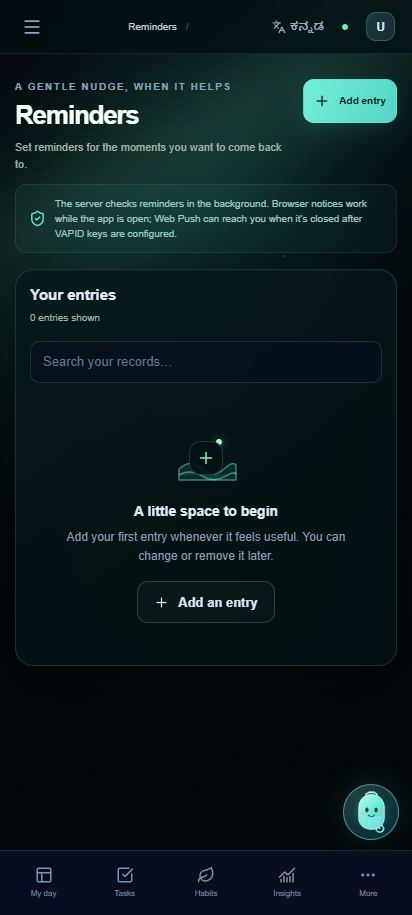 Reminders /
ಕನ್ನಡ
U
A GENTLE NUDGE, WHEN IT HELPS
Reminders
Add entry
Set reminders for the moments you want to come back
to.
The server checks reminders in the background. Browser notices work
while the app is open; Web Push can reach you when it's closed after
VAPID keys are configured.
Your entries
0 entries shown
Search your records...
A little space to begin
Add your first entry whenever it feels useful. You can
change or remove it later.
Add an entry
My day
Tasks
Habits
Insights
More